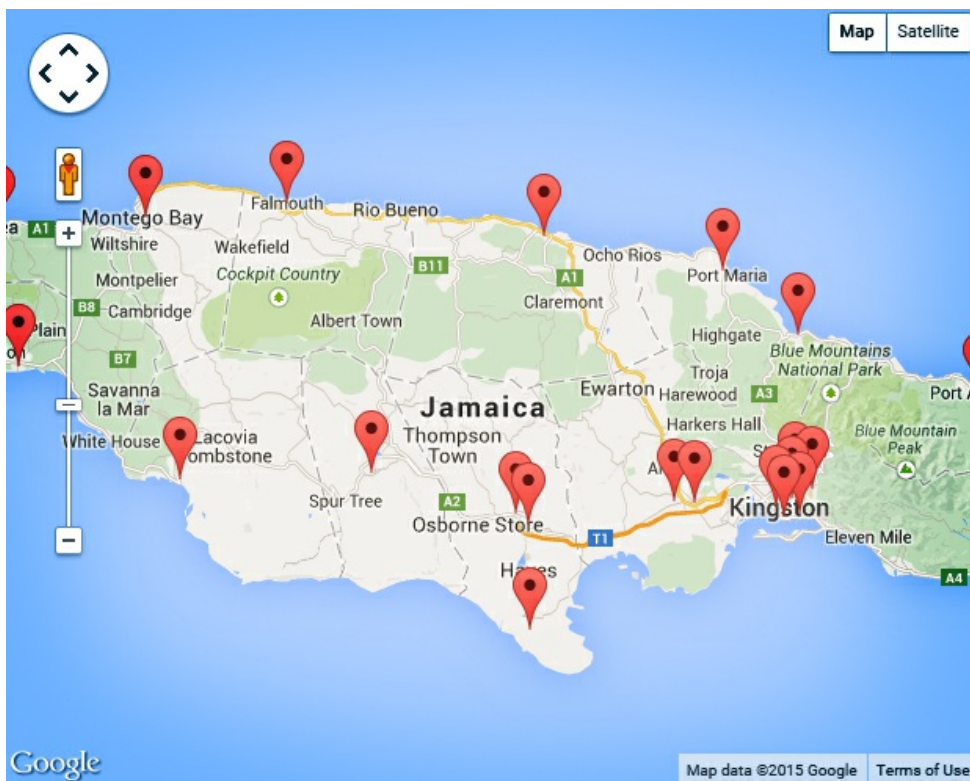 Map Satellite
Falmouth
Rio Bueno
Montego Bay
A1
Wiltshire
Wakefield
Ocho Rios
B11
A1
Port Maria
Montpelier
Cockpit Country
Claremont
B8
Cambridge
Albert Town
Highgate
Plain
B7
Blue Mountains
National Park
Troja
Savanna
la Mar
Ewarton
Harewood
A3
Port A
Jamaica
Harkers Hall
White House
Lacovia
Tombstone
Thompson
Town
Blue Mountain
Peak
Spur Tree
A2
Osborne Store
Kingston
T1
Eleven Mile
Hayes
A4
Google
Map data ©2015 Google Terms of Use